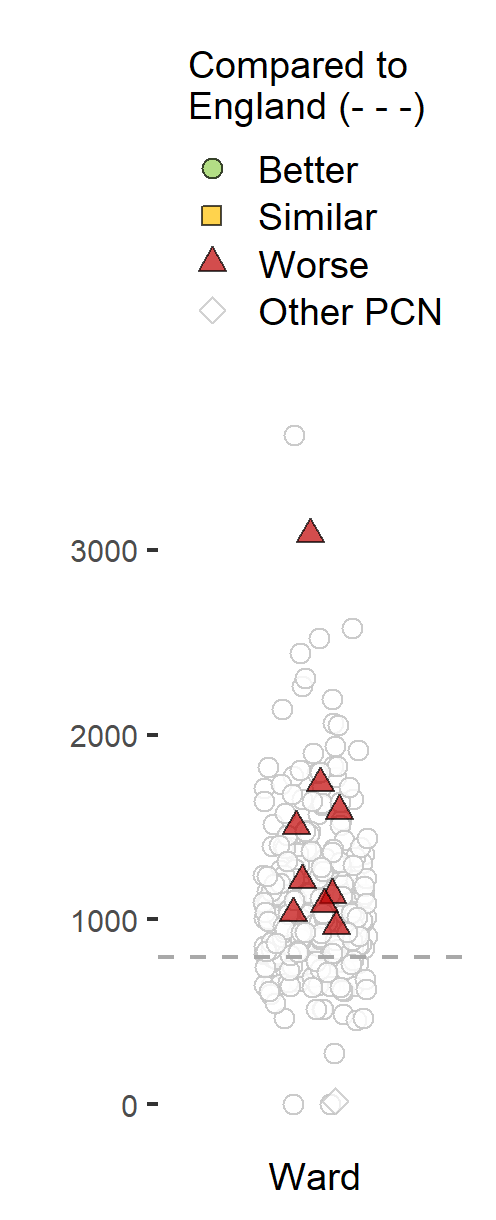 Compared to
England (- - -)
Better
Similar
Worse
Other PCN
3000
2000
1000
0
Ward